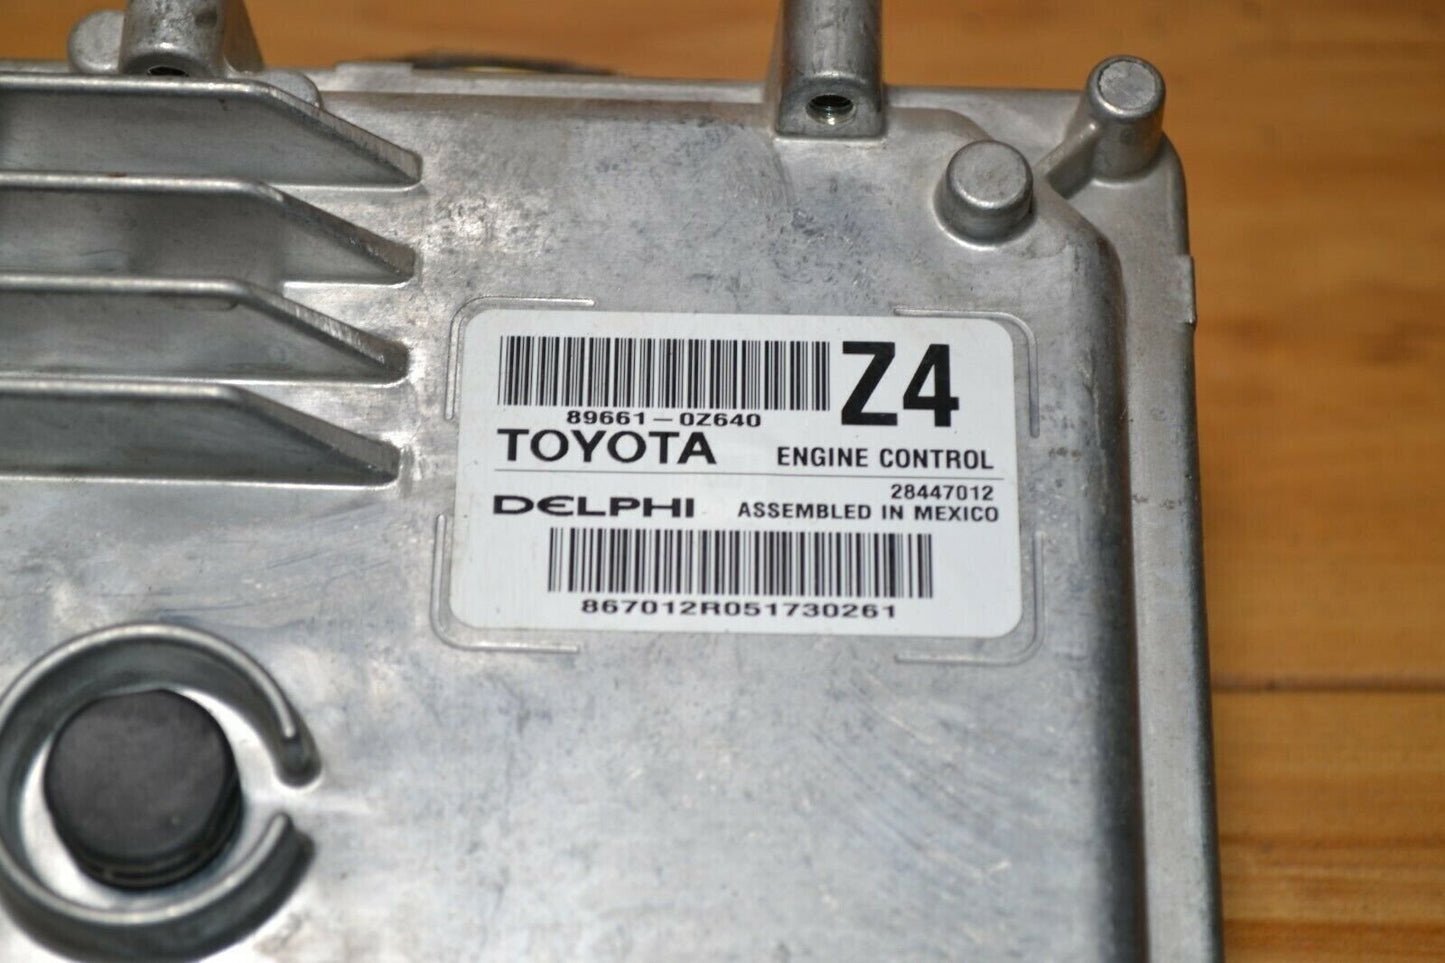 Z4
89661-0Z640
TOYOTA ENGINE CONTROL
28447012
DELPHI ASSEMBLED IN MEXICO
867012R051730261